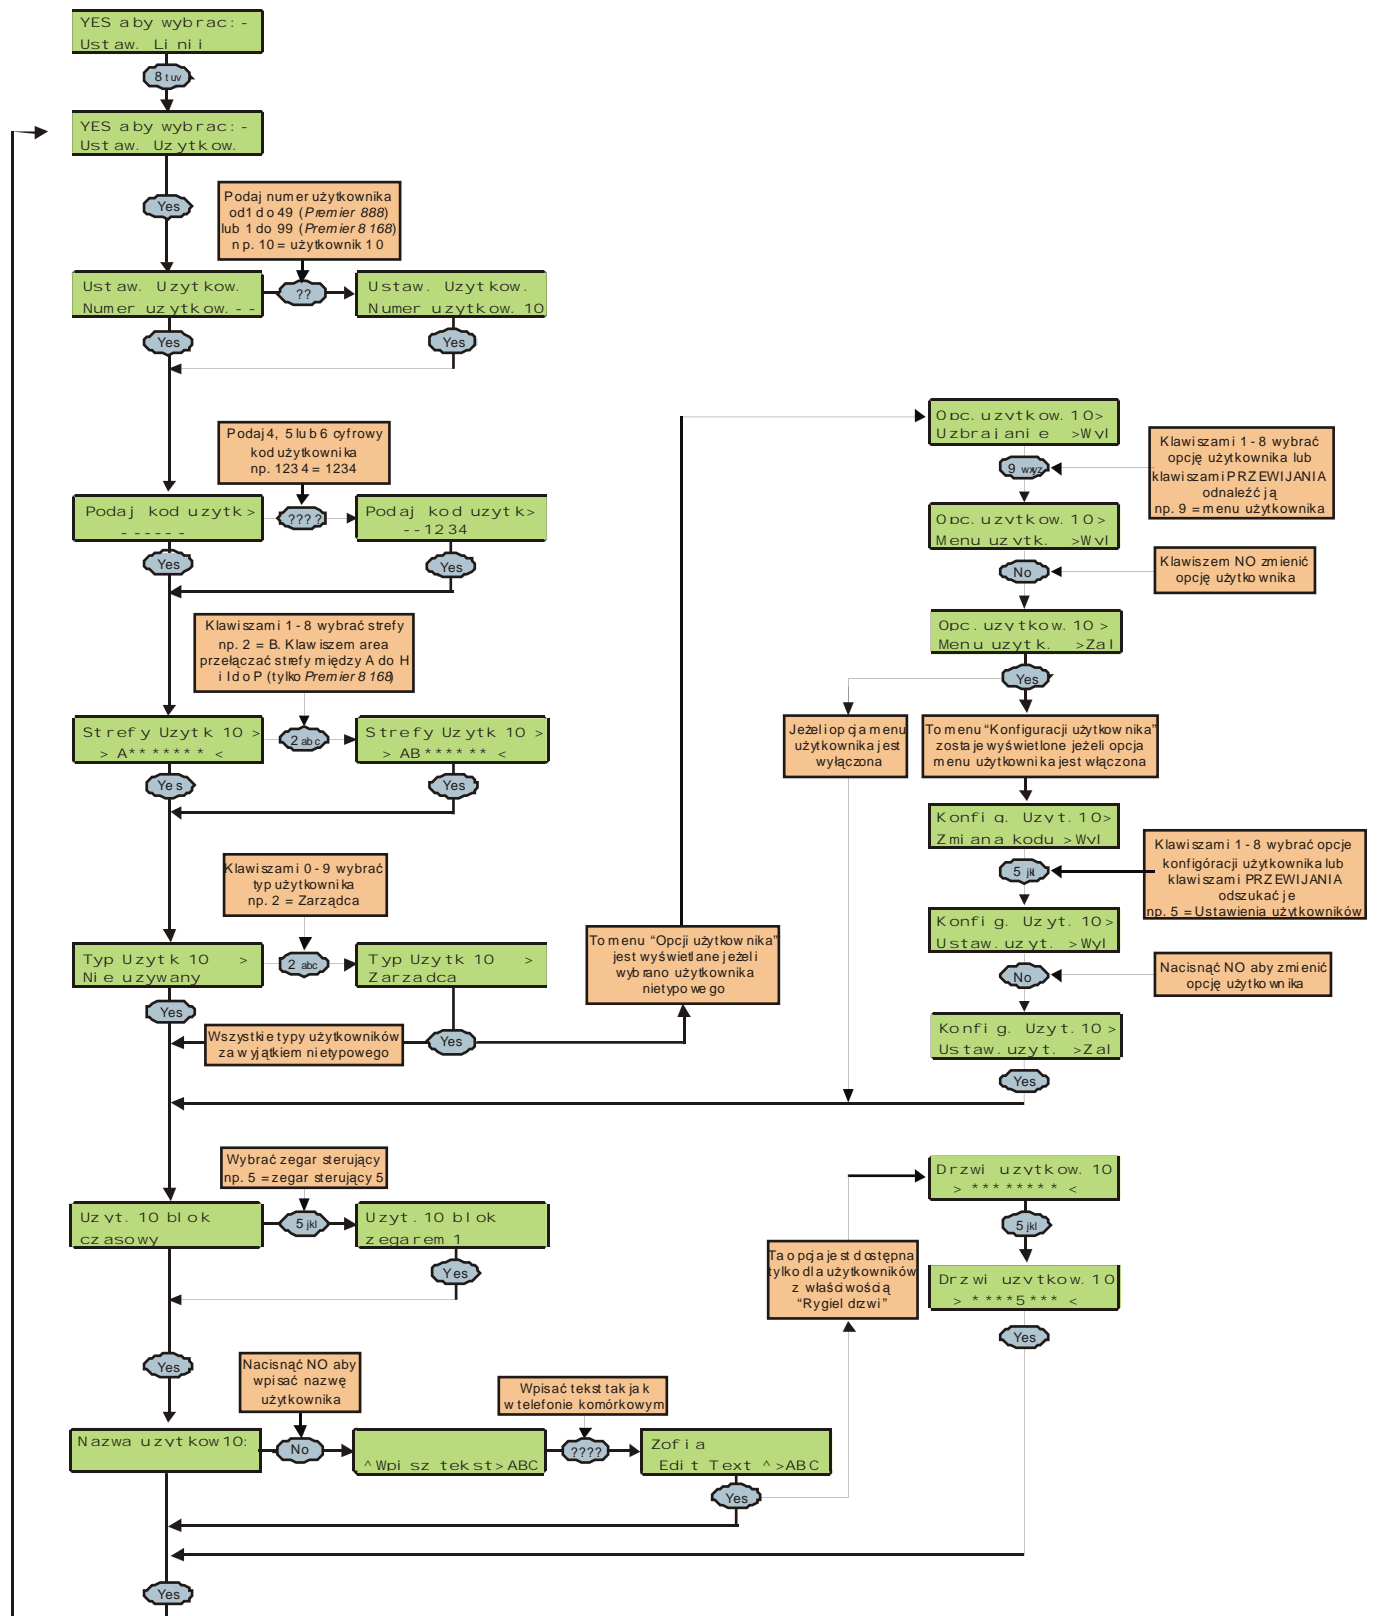 YES aby wybrac:-
Ustaw. Linii
8 tuv
YES aby wybrac:-
Ustaw. Uzytkow.
Yes
Podaj numer użytkownika
od 1 do 49 (Premier 888)
lub 1 do 99 (Premier 8168)
np. 10 = użytkownik 10
Ustaw. Uzytkow.
Numer uzytkow.--
??
Ustaw. Uzytkow.
Numer uzytkow.10
Yes
Yes
Podaj 4, 5 lub 6 cyfrowy
kod użytkownika
np. 1234 = 1234
Podaj kod uzytk>
------
????
Podaj kod uzytk>
--1234
Yes
Yes
Klawiszami 1 - 8 wybrać strefy
np. 2 = B. Klawiszem area
przełączać strefy między A do H
i I do P (tylko Premier 8168)
Strefy Uzytk 10 >
> A******* <
2 abc
Strefy Uzytk 10 >
> AB****** <
Yes
Yes
Klawiszami 0 - 9 wybrać
typ użytkownika
np. 2 = Zarządca
Typ Uzytk 10 >
Nie uzywany
2 abc
Typ Uzytk 10 >
Zarzadca
Yes
Wszystkie typy użytkowników
za wyjątkiem nietypowego
Yes
To menu “Opcji użytkownika”
jest wyświetlane jeżeli
wybrano użytkownika
nietypowego
Opc. uzytkow. 10>
Uzbrajanie >Wyl
9 wxyz
Klawiszami 1 - 8 wybrać
opcję użytkownika lub
klawiszami PRZEWIJANIA
odnaleźć ją
np. 9 = menu użytkownika
Opc. uzytkow. 10>
Menu uzytk. >Wyl
No
Klawiszem NO zmienić
opcję użytkownika
Opc. uzytkow. 10 >
Menu uzytk. >Zal
Yes
Jeżeli opcja menu
użytkownika jest
wyłączona
To menu “Konfiguracji użytkownika”
zostaje wyświetlone jeżeli opcja
menu użytkownika jest włączona
Konfig. Uzyt. 10>
Zmiana kodu >Wyl
5 jkl
Klawiszami 1 - 8 wybrać opcje
konfigóracji użytkownika lub
klawiszami PRZEWIJANIA
odszukać je
np. 5 = Ustawienia użytkowników
Konfig. Uzyt. 10>
Ustaw.uzyt. >Wyl
No
Nacisnąć NO aby zmienić
opcję użytkownika
Konfig. Uzyt. 10 >
Ustaw.uzyt. >Zal
Yes
Wybrać zegar sterujący
np. 5 = zegar sterujący 5
Uzyt. 10 blok
czasowy
5 jkl
Uzyt. 10 blok
zegarem 1
Yes
Yes
Nacisnąć NO aby
wpisać nazwę
użytkownika
Nazwa uzytkow10:
No
^Wpisz tekst>ABC
Wpisać tekst tak jak
w telefonie komórkowym
????
Zofia
Edit Text ^>ABC
Yes
Ta opcja jest dostępna
tylko dla użytkowników
z właściwością
“Rygiel drzwi”
Drzwi uzytkow. 10
> ******** <
5 jkl
Drzwi uzytkow. 10
> ****5*** <
Yes
Yes